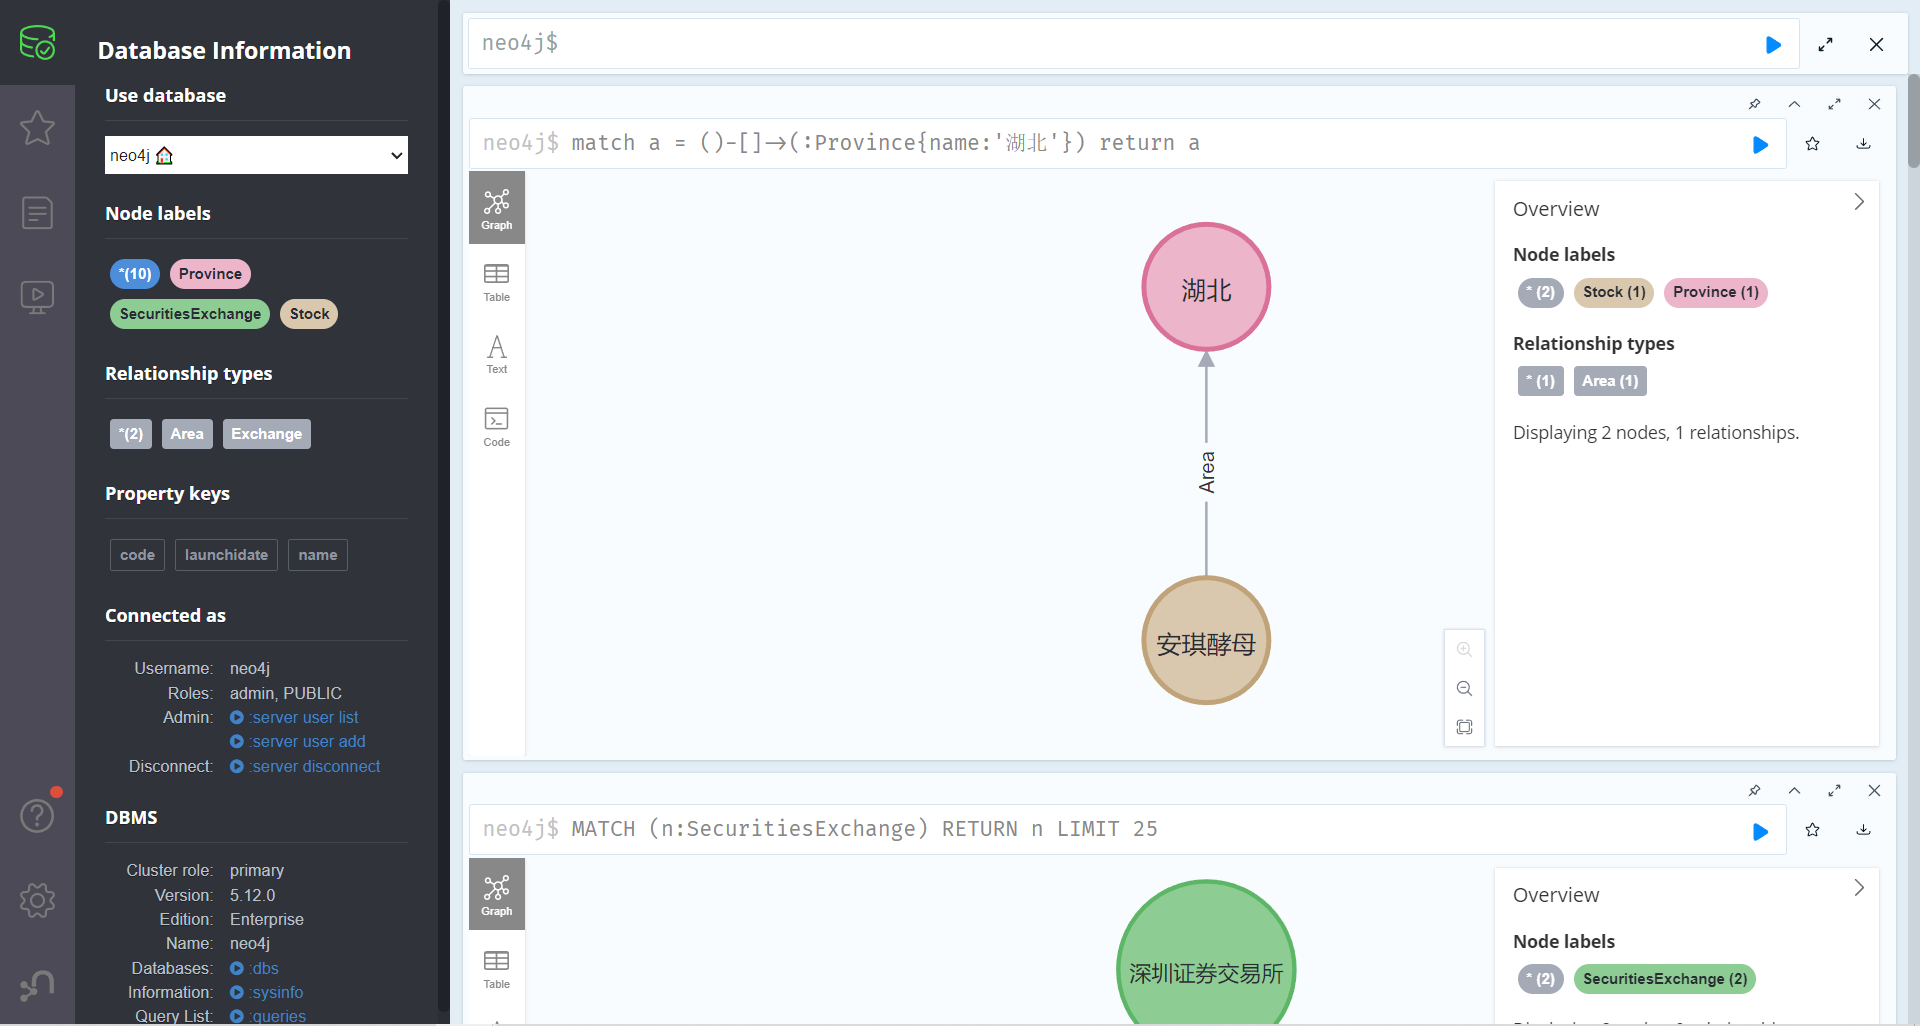 Database Information
Use database
neo4j
Node labels
*(10)
Province
SecuritiesExchange
Stock
Relationship types
*(2)
Area
Exchange
Property keys
code
launchidate
name
Connected as
Username: neo4j
Roles: admin, PUBLIC
Admin: :server user list
:server user add
Disconnect: :server disconnect
DBMS
Cluster role: primary
Version: 5.12.0
Edition: Enterprise
Name: neo4j
Databases: :dbs
Information: :sysinfo
Query List: :queries
neo4j$
neo4j$ match a = ()-[]->(:Province{name:'湖北'}) return a
Graph
Table
Text
Code
湖北
Area
安琪酵母
Overview
Node labels
* (2)
Stock (1)
Province (1)
Relationship types
* (1)
Area (1)
Displaying 2 nodes, 1 relationships.
neo4j$ MATCH (n:SecuritiesExchange) RETURN n LIMIT 25
Graph
Table
深圳证券交易所
Overview
Node labels
* (2)
SecuritiesExchange (2)